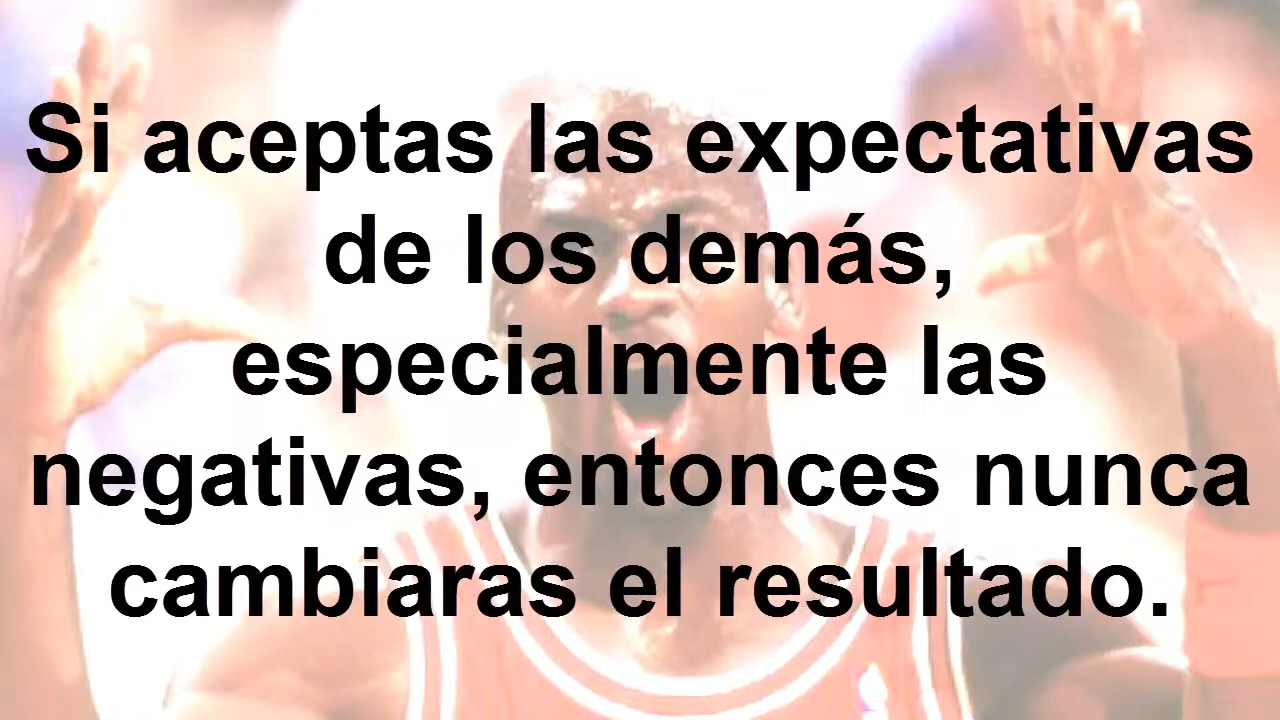 Si aceptas las expectativas
de los demás,
especialmente las
negativas, entonces nunca
cambiaras el resultado.